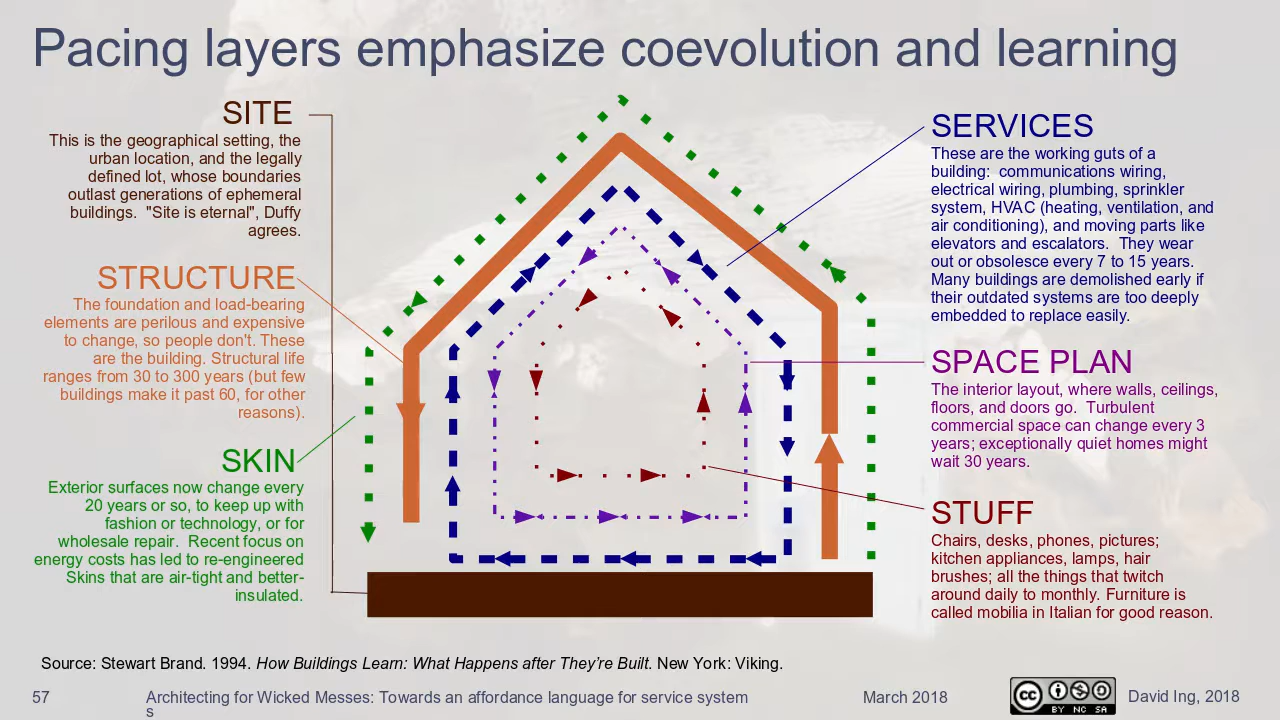 Pacing layers emphasize coevolution and learning
SITE
This is the geographical setting, the
urban location, and the legally
defined lot, whose boundaries
outlast generations of ephemeral
buildings.  "Site is eternal", Duffy
agrees.
STRUCTURE
The foundation and load-bearing
elements are perilous and expensive
to change, so people don't. These
are the building. Structural life
ranges from 30 to 300 years (but few
buildings make it past 60, for other
reasons).
SKIN
Exterior surfaces now change every
20 years or so, to keep up with
fashion or technology, or for
wholesale repair.  Recent focus on
energy costs has led to re-engineered
Skins that are air-tight and better-
insulated.
SERVICES
These are the working guts of a
building:  communications wiring,
electrical wiring, plumbing, sprinkler
system, HVAC (heating, ventilation, and
air conditioning), and moving parts like
elevators and escalators.  They wear
out or obsolesce every 7 to 15 years.
Many buildings are demolished early if
their outdated systems are too deeply
embedded to replace easily.
SPACE PLAN
The interior layout, where walls, ceilings,
floors, and doors go.  Turbulent
commercial space can change every 3
years; exceptionally quiet homes might
wait 30 years.
STUFF
Chairs, desks, phones, pictures;
kitchen appliances, lamps, hair
brushes; all the things that twitch
around daily to monthly. Furniture is
called mobilia in Italian for good reason.
Source: Stewart Brand. 1994. How Buildings Learn: What Happens after They're Built. New York: Viking.
57
Architecting for Wicked Messes: Towards an affordance language for service system
s
March 2018
cc
BY NC SA
David Ing, 2018